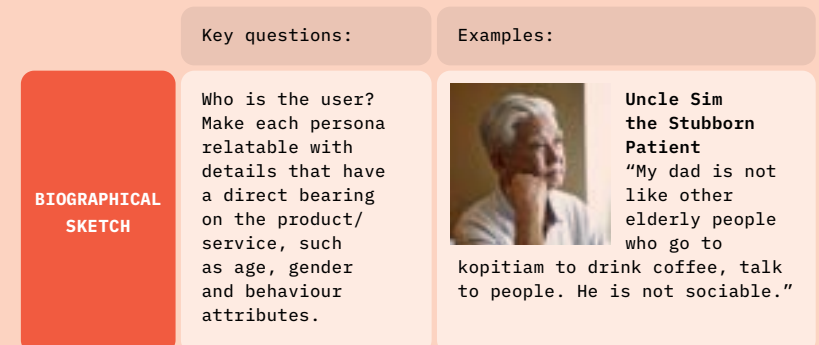 Key questions:
Examples:
BIOGRAPHICAL
SKETCH
Who is the user?
Make each persona
relatable with
details that have
a direct bearing
on the product/
service, such
as age, gender
and behaviour
attributes.
Uncle Sim
the Stubborn
Patient
“My dad is not
like other
elderly people
who go to
kopitiam to drink coffee, talk
to people. He is not sociable.”